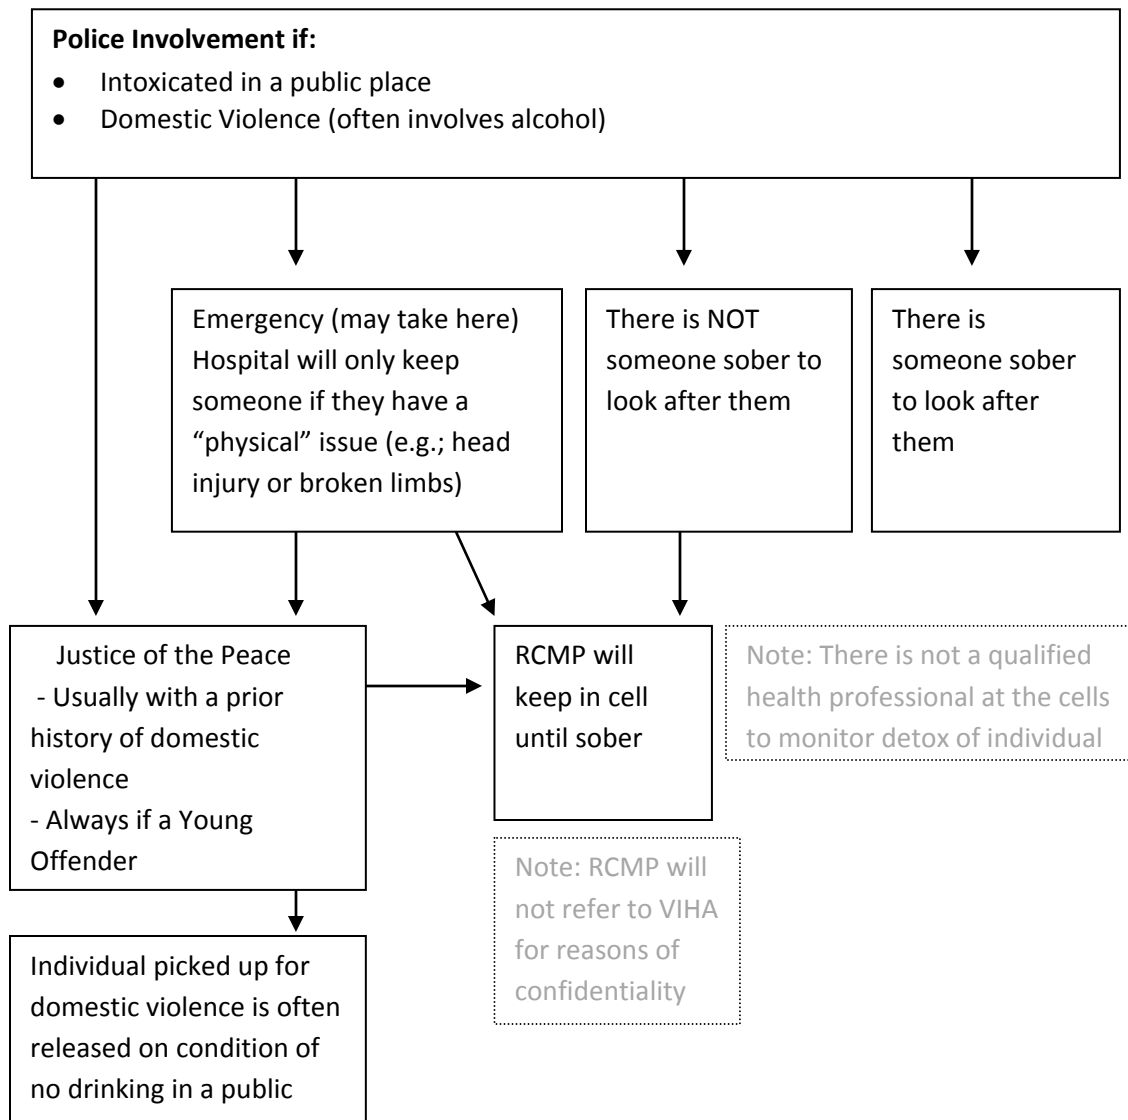 Police Involvement if:
• Intoxicated in a public place
• Domestic Violence (often involves alcohol)
Emergency (may take here)
Hospital will only keep
someone if they have a
“physical” issue (e.g.; head
injury or broken limbs)
There is NOT
someone sober to
look after them
There is
someone sober
to look after
them
Justice of the Peace
- Usually with a prior
history of domestic
violence
- Always if a Young
Offender
RCMP will
keep in cell
until sober
Note: There is not a qualified
health professional at the cells
to monitor detox of individual
Note: RCMP will
not refer to VIHA
for reasons of
confidentiality
Individual picked up for
domestic violence is often
released on condition of
no drinking in a public